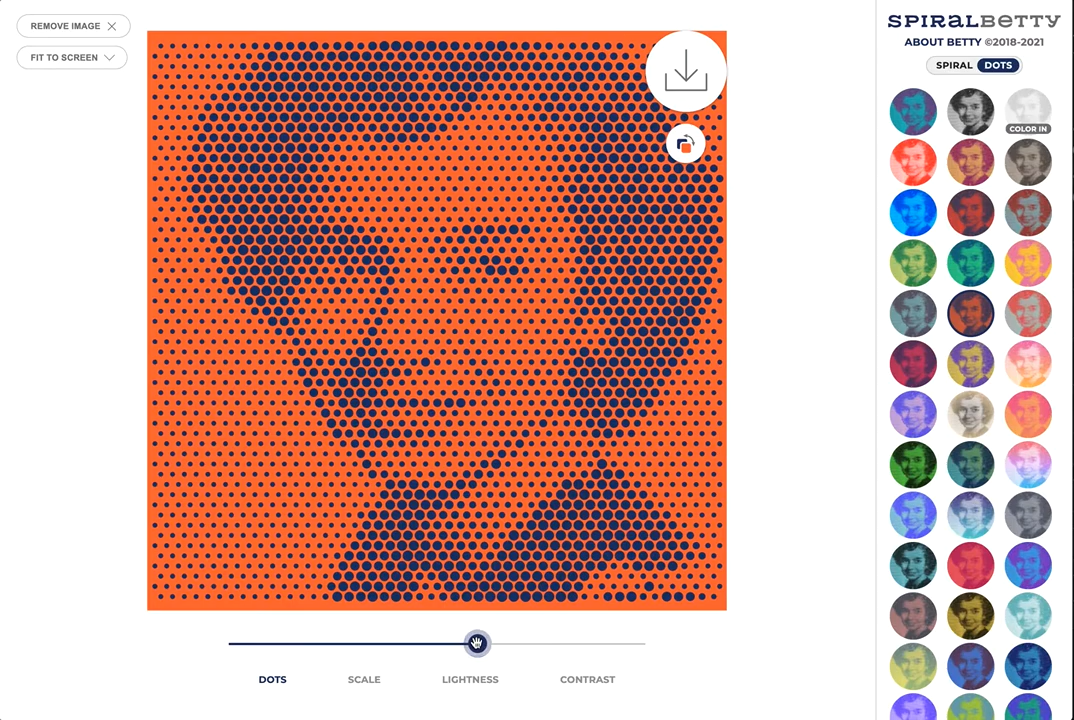 REMOVE IMAGE
FIT TO SCREEN
SPIRALBETTY
ABOUT BETTY ©2018-2021
SPIRAL DOTS
COLOR IN
DOTS SCALE LIGHTNESS CONTRAST